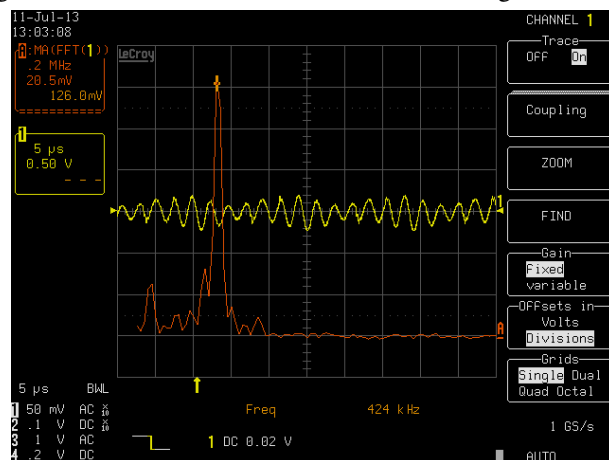 11-Jul-13
13:03:08
A:MA(FFT(1))
.2 MHz
20.5mV
126.0mV
1
5 µs
0.50 V
LeCroy
1
A
CHANNEL 1
Trace
OFF On
Coupling
ZOOM
FIND
Gain
Fixed
variable
Offsets in
Volts
Divisions
Grids
Single Dual
Quad Octal
5 µs BWL
1 50 mV AC
2 .1 V DC
3 1 V AC
4 .2 V DC
Freq 424 kHz
1 DC 0.02 V
1 GS/s
AUTO